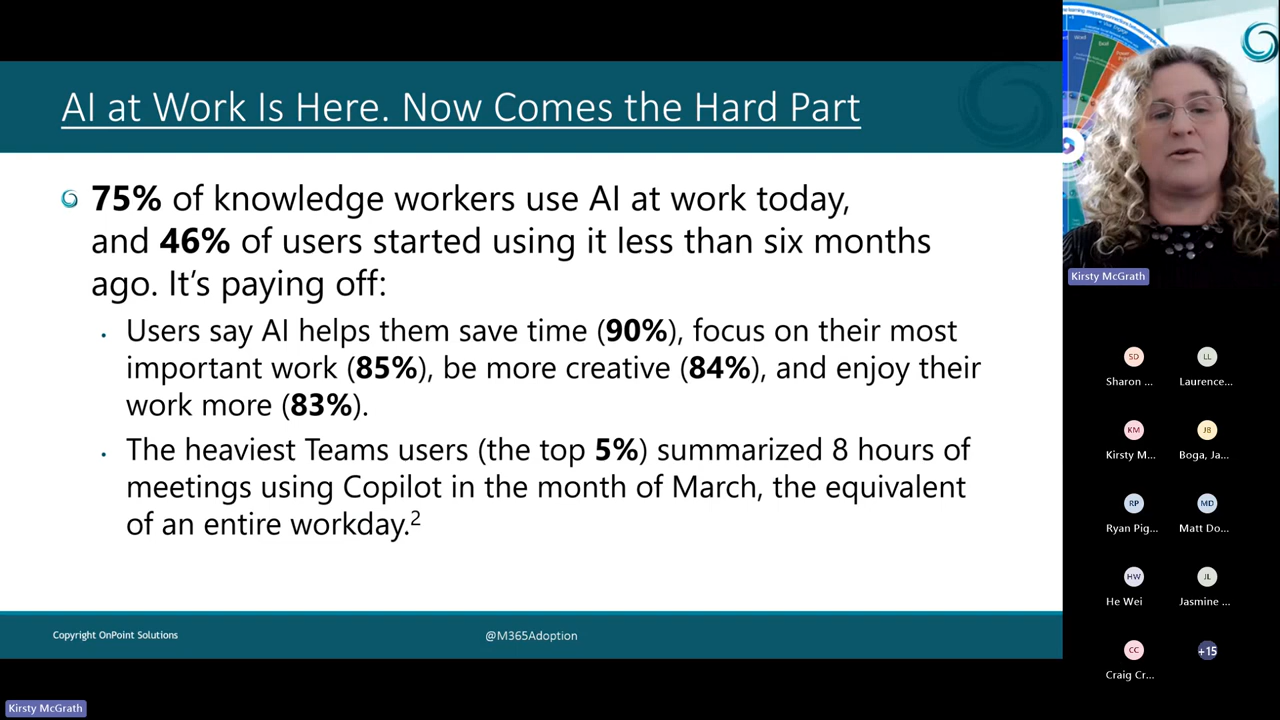 AI at Work Is Here. Now Comes the Hard Part
75% of knowledge workers use AI at work today,
and 46% of users started using it less than six months
ago. It’s paying off:
Users say AI helps them save time (90%), focus on their most
important work (85%), be more creative (84%), and enjoy their
work more (83%).
The heaviest Teams users (the top 5%) summarized 8 hours of
meetings using Copilot in the month of March, the equivalent
of an entire workday.2
Copyright OnPoint Solutions
@M365Adoption
Kirsty McGrath
Word
Kirsty McGrath
SD
LL
Sharon ...
Laurence...
KM
JB
Kirsty M...
Boga, Ja...
RP
MD
Ryan Pig...
Matt Do...
HW
JL
He Wei
Jasmine ...
CC
+15
Craig Cr...